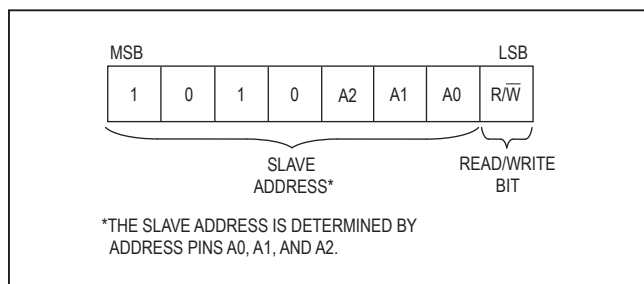 MSB LSB
1 0 1 0 A2 A1 A0 R/W̅
SLAVE READ/WRITE
ADDRESS* BIT
*THE SLAVE ADDRESS IS DETERMINED BY
ADDRESS PINS A0, A1, AND A2.